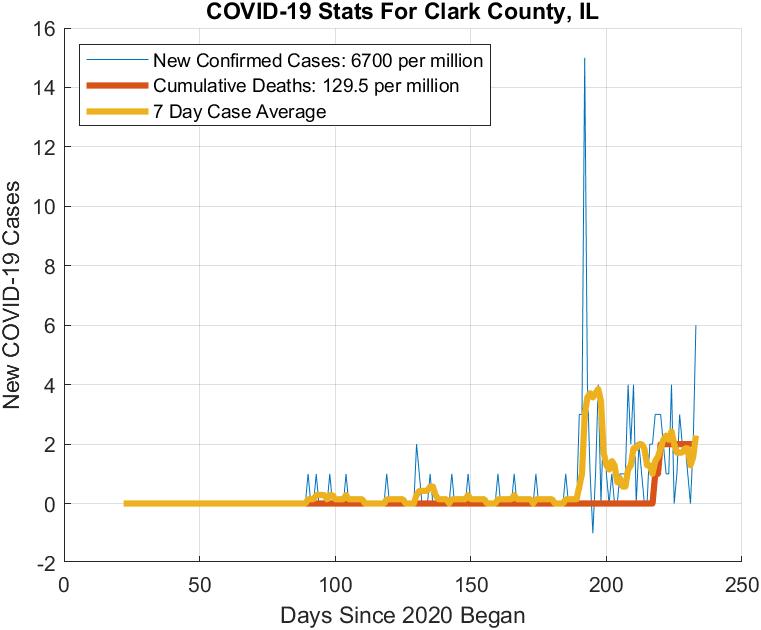 COVID-19 Stats For Clark County, IL
New Confirmed Cases: 6700 per million
Cumulative Deaths: 129.5 per million
7 Day Case Average
New COVID-19 Cases
16
14
12
10
8
6
4
2
0
-2
0 50 100 150 200 250
Days Since 2020 Began